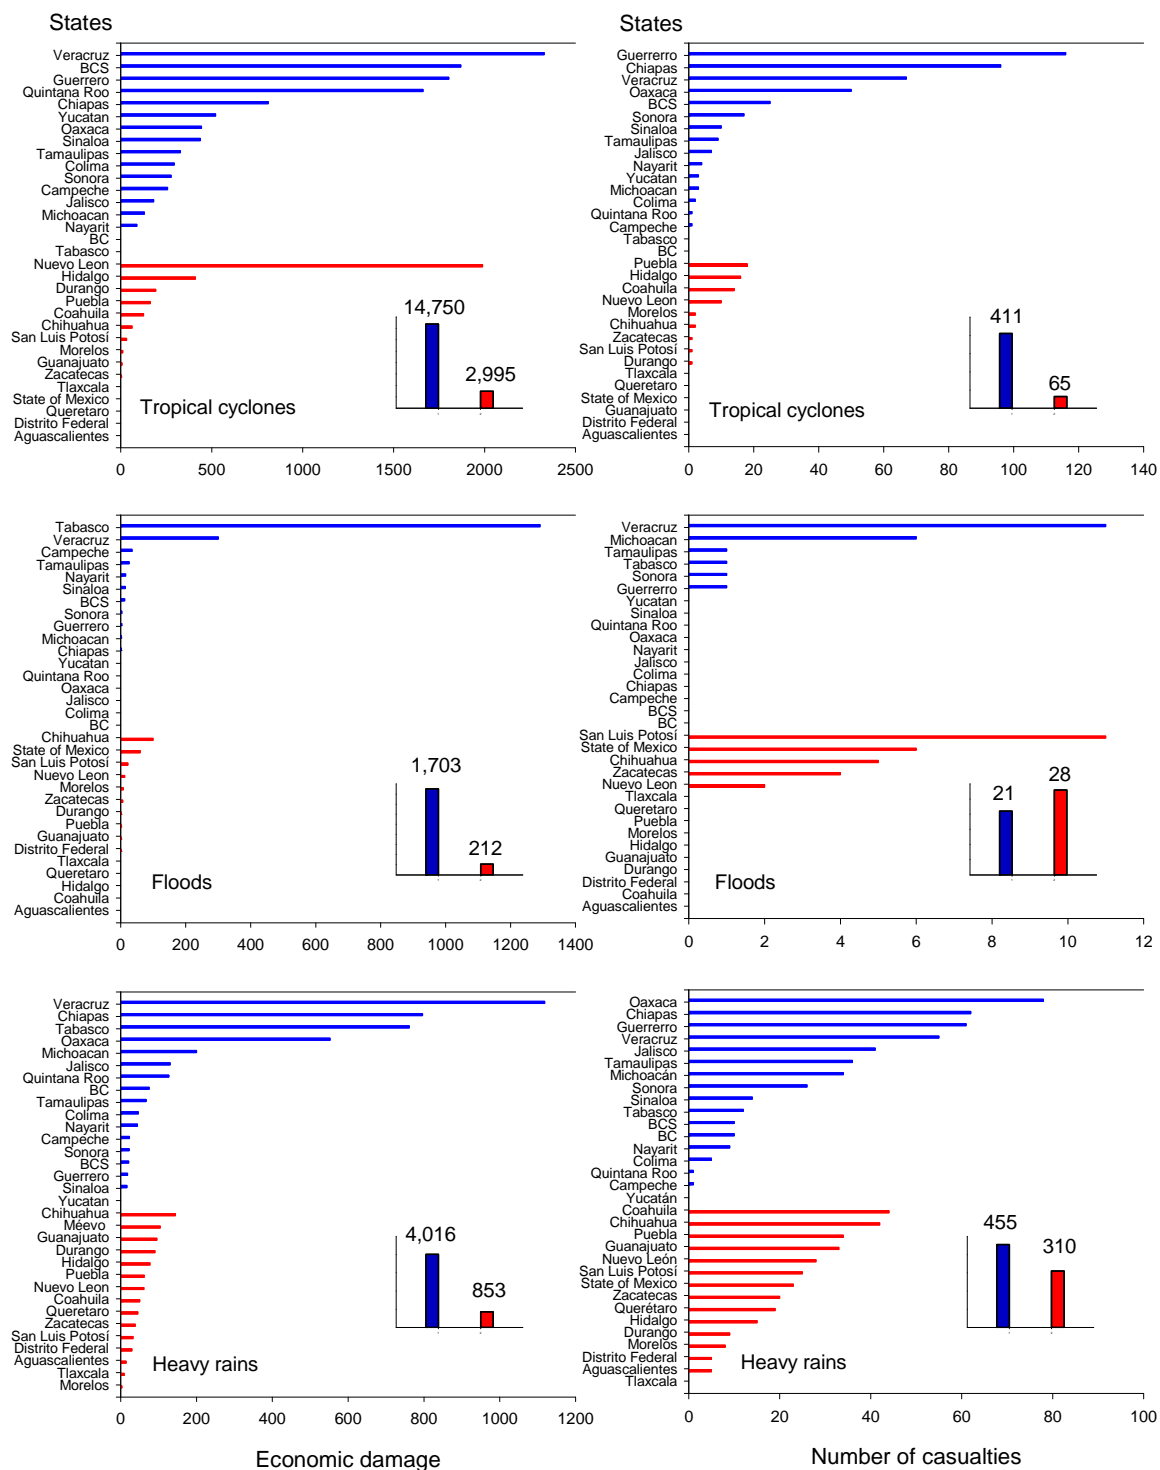 States
Veracruz
BCS
Guerrero
Quintana Roo
Chiapas
Yucatan
Oaxaca
Sinaloa
Tamaulipas
Colima
Sonora
Campeche
Jalisco
Michoacan
Nayarit
BC
Tabasco
Nuevo Leon
Hidalgo
Durango
Puebla
Coahuila
Chihuahua
San Luis Potosí
Morelos
Guanajuato
Zacatecas
Tlaxcala
State of Mexico
Queretaro
Distrito Federal
Aguascalientes
14,750
2,995
Tropical cyclones
0 500 1000 1500 2000 2500
States
Guerrerro
Chiapas
Veracruz
Oaxaca
BCS
Sonora
Sinaloa
Tamaulipas
Jalisco
Nayarit
Yucatan
Michoacan
Colima
Quintana Roo
Campeche
Tabasco
BC
Puebla
Hidalgo
Coahuila
Nuevo Leon
Morelos
Chihuahua
Zacatecas
San Luis Potosí
Durango
Tlaxcala
Queretaro
State of Mexico
Guanajuato
Distrito Federal
Aguascalientes
411
65
Tropical cyclones
0 20 40 60 80 100 120 140
Tabasco
Veracruz
Campeche
Tamaulipas
Nayarit
Sinaloa
BCS
Sonora
Guerrero
Michoacan
Chiapas
Yucatan
Quintana Roo
Oaxaca
Jalisco
Colima
BC
Chihuahua
State of Mexico
San Luis Potosí
Nuevo Leon
Morelos
Zacatecas
Durango
Puebla
Guanajuato
Distrito Federal
Tlaxcala
Queretaro
Hidalgo
Coahuila
Aguascalientes
1,703
212
Floods
0 200 400 600 800 1000 1200 1400
Veracruz
Michoacan
Tamaulipas
Tabasco
Sonora
Guerrerro
Yucatan
Sinaloa
Quintana Roo
Oaxaca
Nayarit
Jalisco
Colima
Chiapas
Campeche
BCS
BC
San Luis Potosí
State of Mexico
Chihuahua
Zacatecas
Nuevo Leon
Tlaxcala
Queretaro
Puebla
Morelos
Hidalgo
Guanajuato
Durango
Distrito Federal
Coahuila
Aguascalientes
21
28
Floods
0 2 4 6 8 10 12
Veracruz
Chiapas
Tabasco
Oaxaca
Michoacan
Jalisco
Quintana Roo
BC
Tamaulipas
Colima
Nayarit
Campeche
Sonora
BCS
Guerrero
Sinaloa
Yucatan
Chihuahua
Méevo
Guanajuato
Durango
Hidalgo
Puebla
Nuevo Leon
Coahuila
Queretaro
Zacatecas
San Luis Potosí
Distrito Federal
Aguascalientes
Tlaxcala
Morelos
4,016
853
Heavy rains
0 200 400 600 800 1000 1200
Economic damage
Oaxaca
Chiapas
Guerrerro
Veracruz
Jalisco
Tamaulipas
Michoacán
Sonora
Sinaloa
Tabasco
BCS
BC
Nayarit
Colima
Quintana Roo
Campeche
Yucatán
Coahuila
Chihuahua
Puebla
Guanajuato
Nuevo León
San Luis Potosí
State of Mexico
Zacatecas
Querétaro
Hidalgo
Durango
Morelos
Distrito Federal
Aguascalientes
Tlaxcala
455
310
Heavy rains
0 20 40 60 80 100
Number of casualties